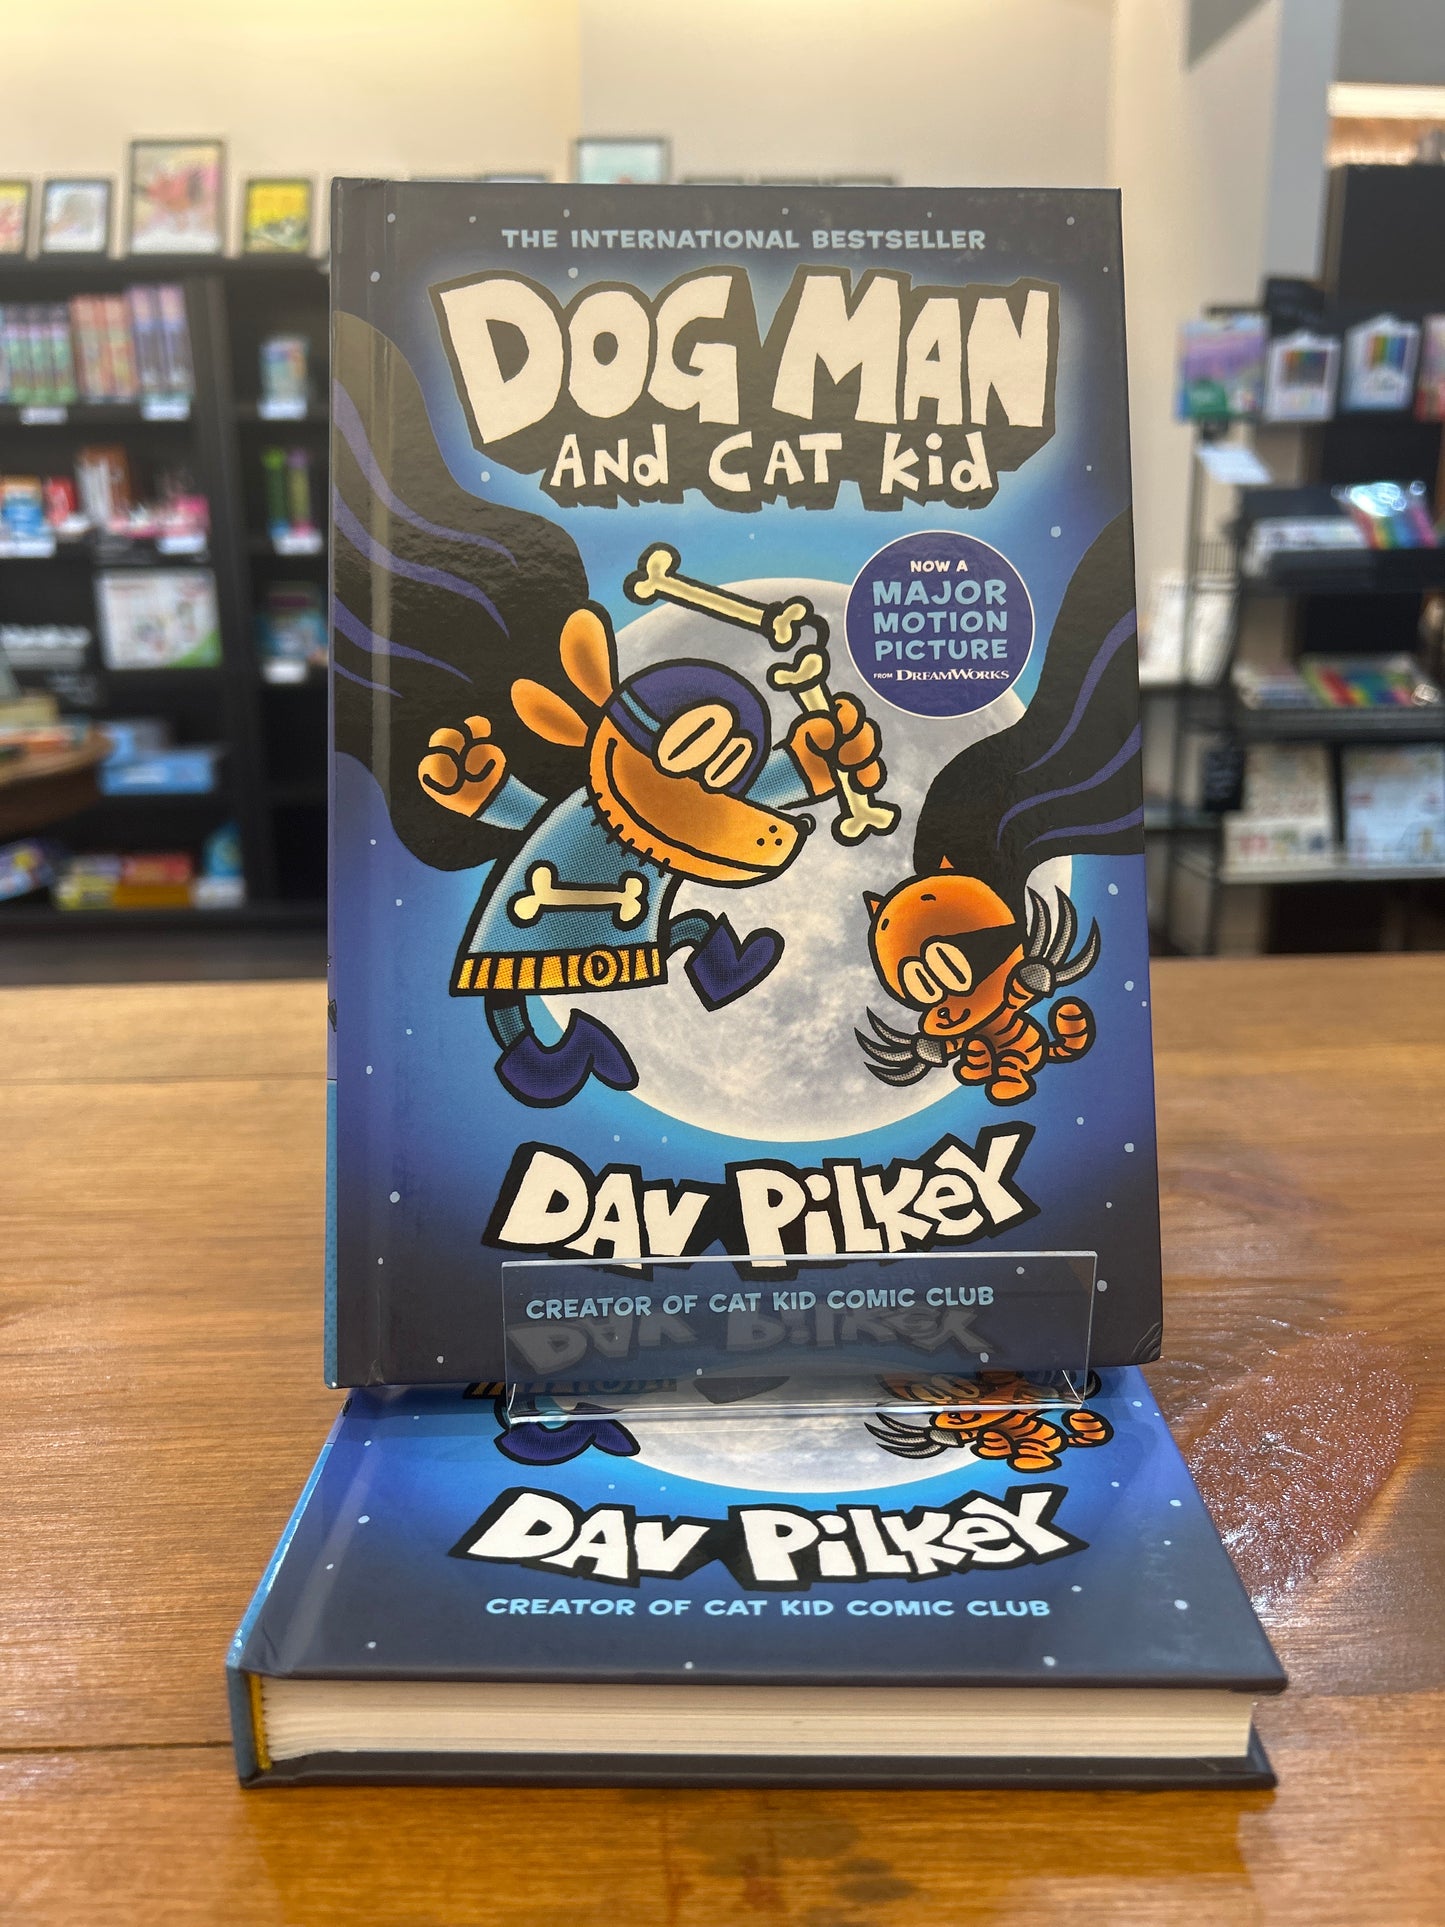 THE INTERNATIONAL BESTSELLER
DOG MAN
AND CAT KID
NOW A
MAJOR
MOTION
PICTURE
FROM DREAMWORKS
D
DAV PILKEY
CREATOR OF CAT KID COMIC CLUB
DAV PILKEY
CREATOR OF CAT KID COMIC CLUB